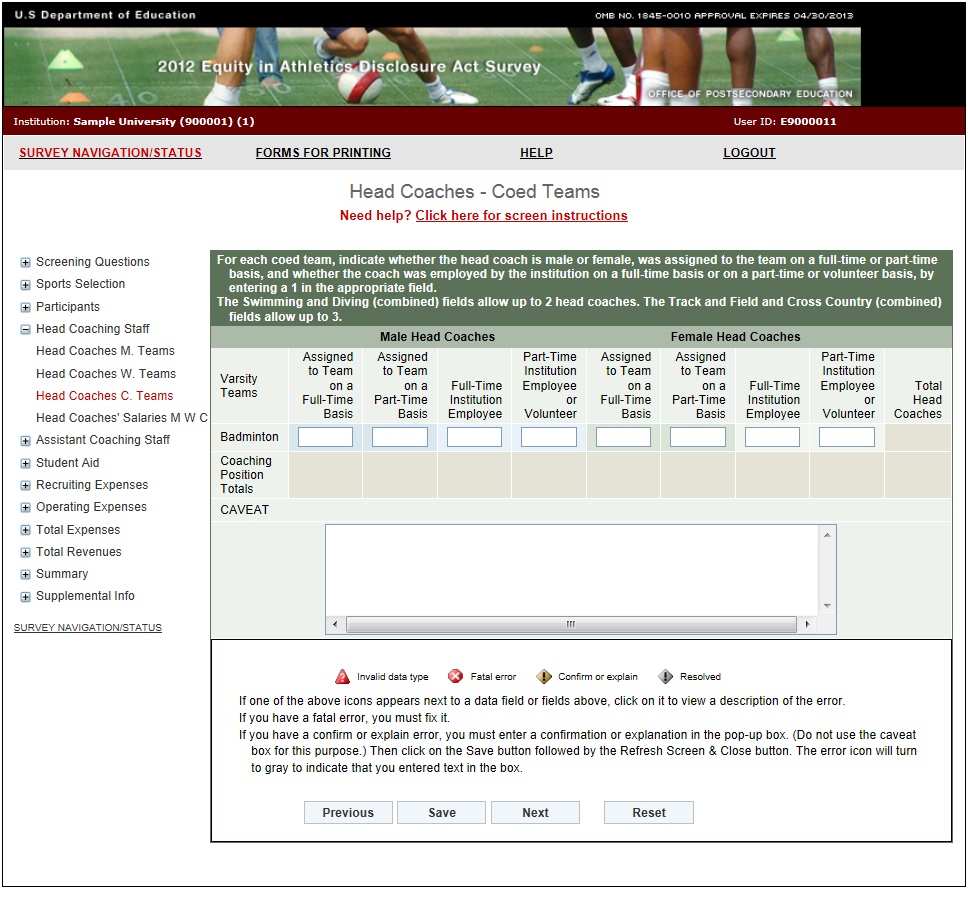 U.S Department of Education
OMB NO. 1845-0010 APPROVAL EXPIRES 04/30/2013
2012 Equity in Athletics Disclosure Act Survey
OFFICE OF POSTSECONDARY EDUCATION
Institution: Sample University (900001) (1)
User ID: E9000011
SURVEY NAVIGATION/STATUS
FORMS FOR PRINTING
HELP
LOGOUT
Head Coaches - Coed Teams
Need help? Click here for screen instructions
Screening Questions
Sports Selection
Participants
Head Coaching Staff
Head Coaches M. Teams
Head Coaches W. Teams
Head Coaches C. Teams
Head Coaches' Salaries M W C
Assistant Coaching Staff
Student Aid
Recruiting Expenses
Operating Expenses
Total Expenses
Total Revenues
Summary
Supplemental Info
SURVEY NAVIGATION/STATUS
For each coed team, indicate whether the head coach is male or female, was assigned to the team on a full-time or part-time
basis, and whether the coach was employed by the institution on a full-time basis or on a part-time or volunteer basis, by
entering a 1 in the appropriate field.
The Swimming and Diving (combined) fields allow up to 2 head coaches. The Track and Field and Cross Country (combined)
fields allow up to 3.
Male Head Coaches
Female Head Coaches
Varsity
Teams
Assigned
to Team
on a
Full-Time
Basis
Assigned
to Team
on a
Part-Time
Basis
Full-Time
Institution
Employee
Part-Time
Institution
Employee
or
Volunteer
Assigned
to Team
on a
Full-Time
Basis
Assigned
to Team
on a
Part-Time
Basis
Full-Time
Institution
Employee
Part-Time
Institution
Employee
or
Volunteer
Total
Head
Coaches
Badminton
Coaching
Position
Totals
CAVEAT
Invalid data type
Fatal error
Confirm or explain
Resolved
If one of the above icons appears next to a data field or fields above, click on it to view a description of the error.
If you have a fatal error, you must fix it.
If you have a confirm or explain error, you must enter a confirmation or explanation in the pop-up box. (Do not use the caveat
box for this purpose.) Then click on the Save button followed by the Refresh Screen & Close button. The error icon will turn
to gray to indicate that you entered text in the box.
Previous
Save
Next
Reset